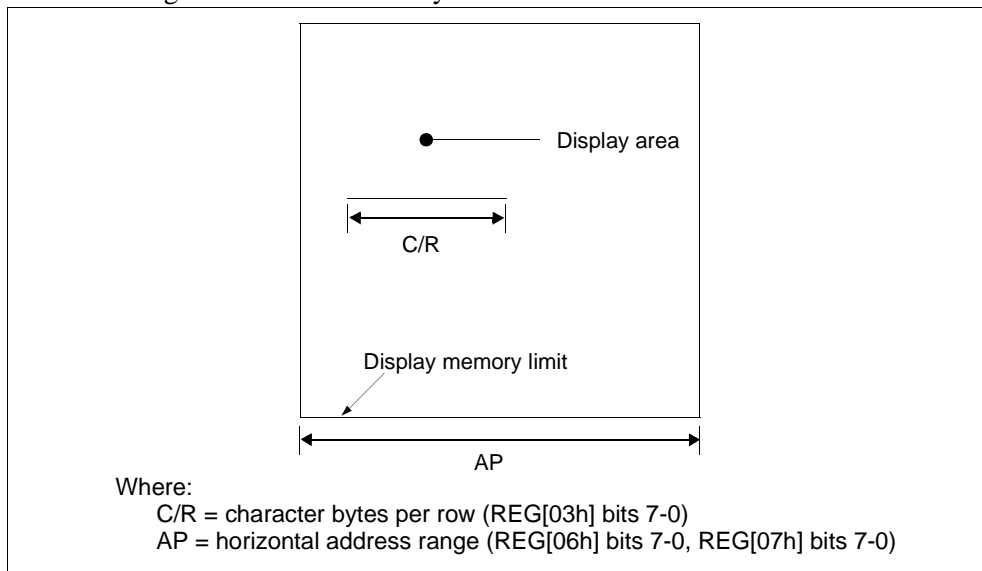 Display area
C/R
Display memory limit
AP
Where:
C/R = character bytes per row (REG[03h] bits 7-0)
AP = horizontal address range (REG[06h] bits 7-0, REG[07h] bits 7-0)